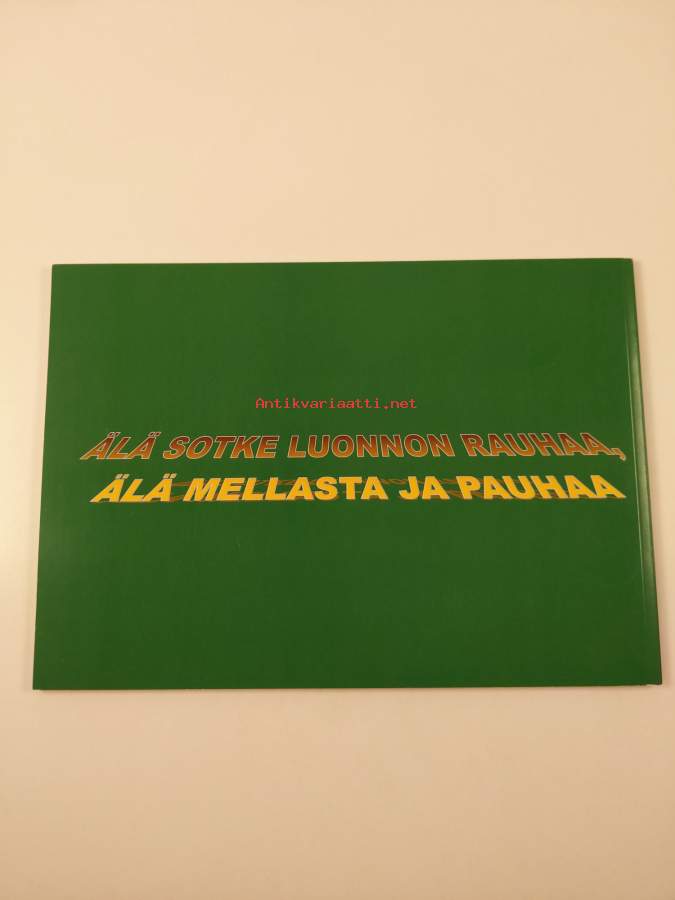 Antikvariaatti.net
ÄLÄ SOTKE LUONNON RAUHAA,
ÄLÄ MELLASTA JA PAUHAA